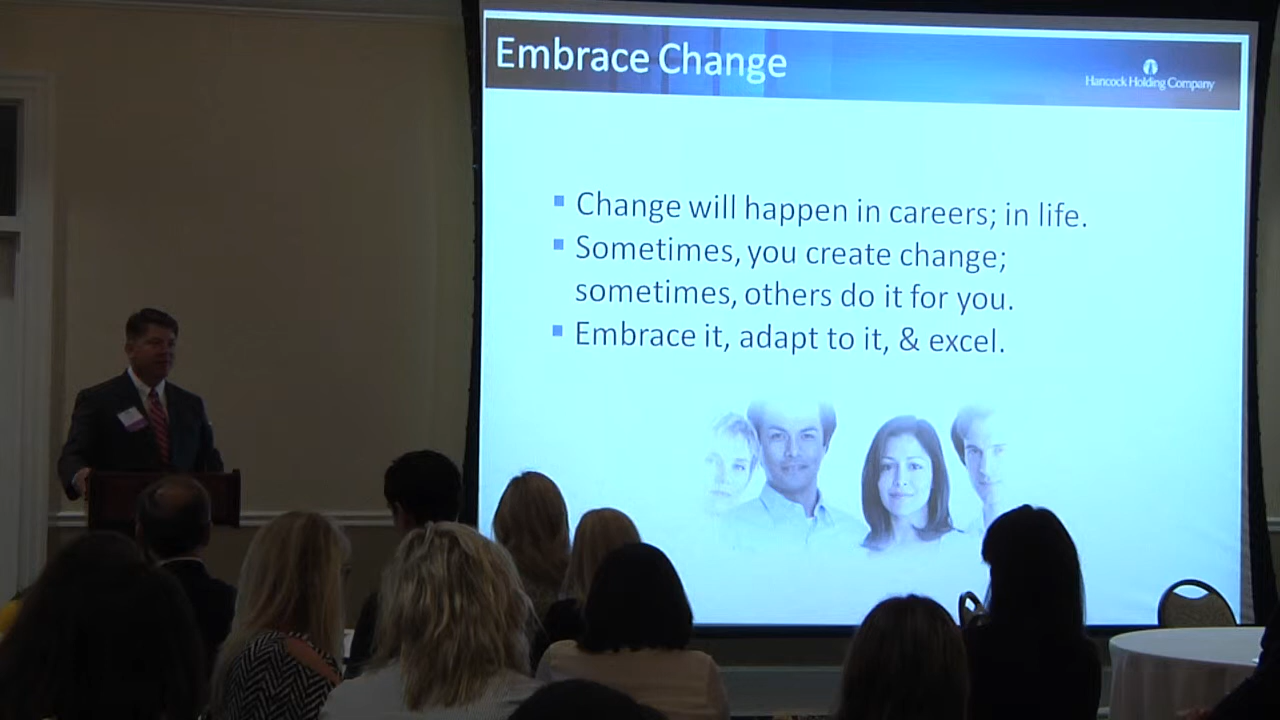 Embrace Change
Hancock Holding Company
Change will happen in careers; in life.
Sometimes, you create change;
sometimes, others do it for you.
Embrace it, adapt to it, & excel.